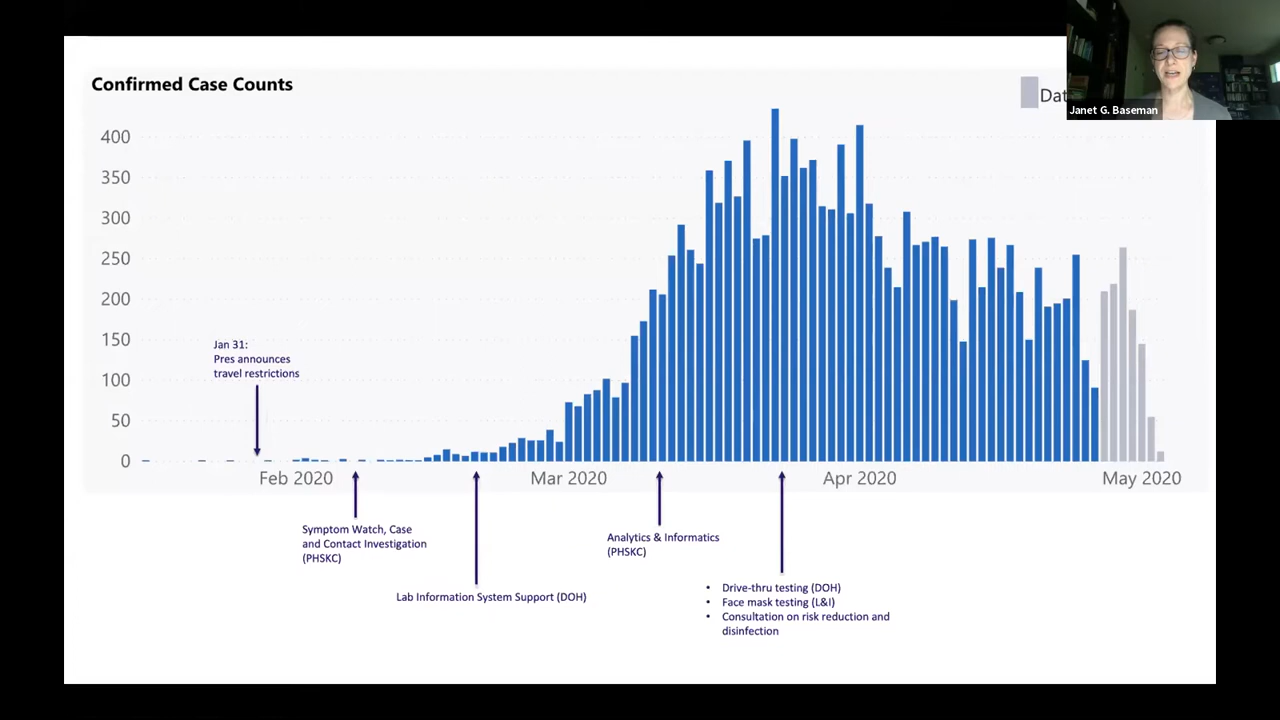 Confirmed Case Counts
Dat
Janet G. Baseman
400
350
300
250
200
150
100
50
0
Jan 31:
Pres announces
travel restrictions
Feb 2020
Mar 2020
Apr 2020
May 2020
Symptom Watch, Case
and Contact Investigation
(PHSKC)
Lab Information System Support (DOH)
Analytics & Informatics
(PHSKC)
• Drive-thru testing (DOH)
• Face mask testing (L&I)
• Consultation on risk reduction and
disinfection